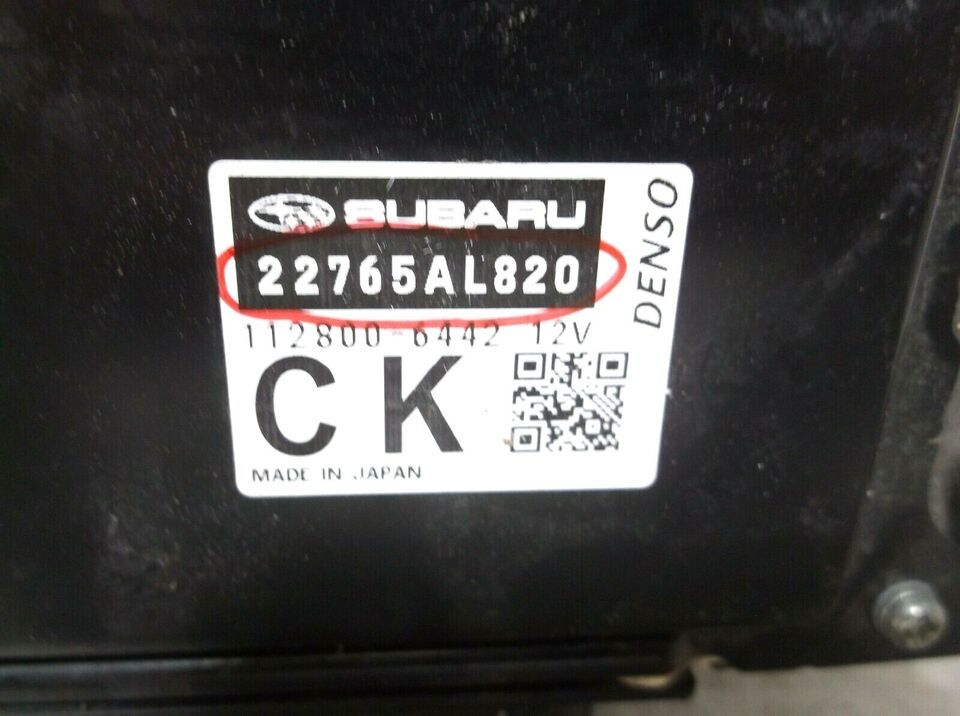 SUBARU
22765AL820
112800-6442 12V
CK
MADE IN JAPAN
DENSO